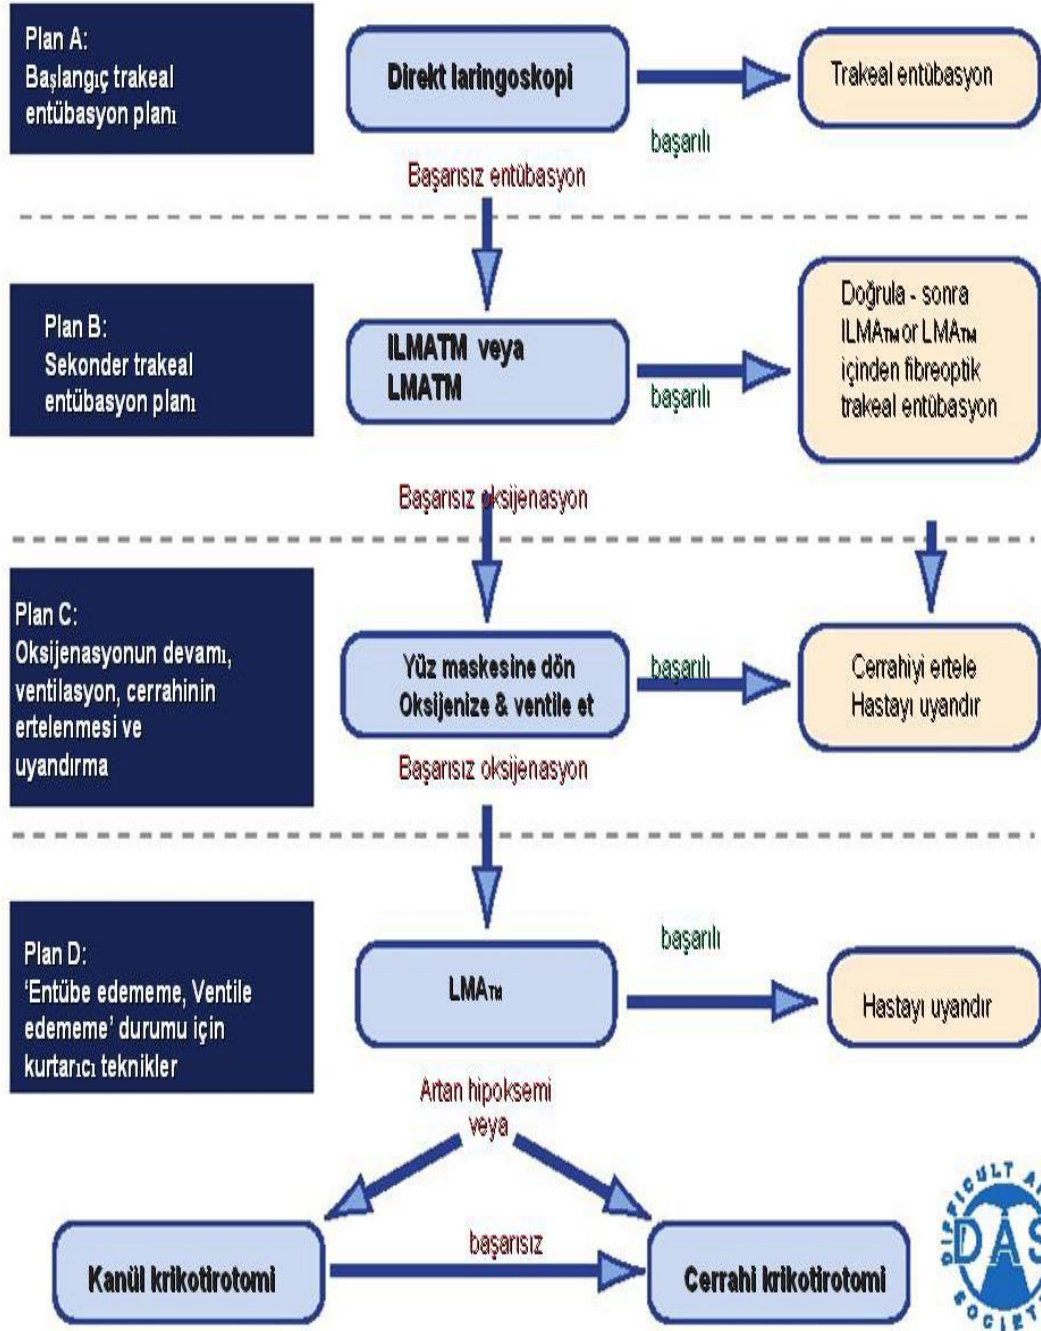 Plan A:
Başlangıç trakeal
entübasyon planı
Direkt laringoskopi
başarılı
Trakeal entübasyon
Başarısız entübasyon
Plan B:
Sekonder trakeal
entübasyon planı
ILMATM veya
LMATM
başarılı
Doğrula - sonra
ILMATM or LMATM
içinden fibreoptik
trakeal entübasyon
Başarısız oksijenasyon
Plan C:
Oksijenasyonun devamı,
ventilasyon, cerrahinin
ertelenmesi ve
uyandırma
Yüz maskesine dön
Oksijenize & ventile et
başarılı
Cerrahiyi ertele
Hastayı uyandır
Başarısız oksijenasyon
Plan D:
‘Entübe edememe, Ventile
edememe’ durumu için
kurtarıcı teknikler
LMATM
başarılı
Hastayı uyandır
Artan hipoksemi
veya
Kanül krikotirotomi
başarısız
Cerrahi krikotirotomi
DIFFICULT
DAS
SOCIET